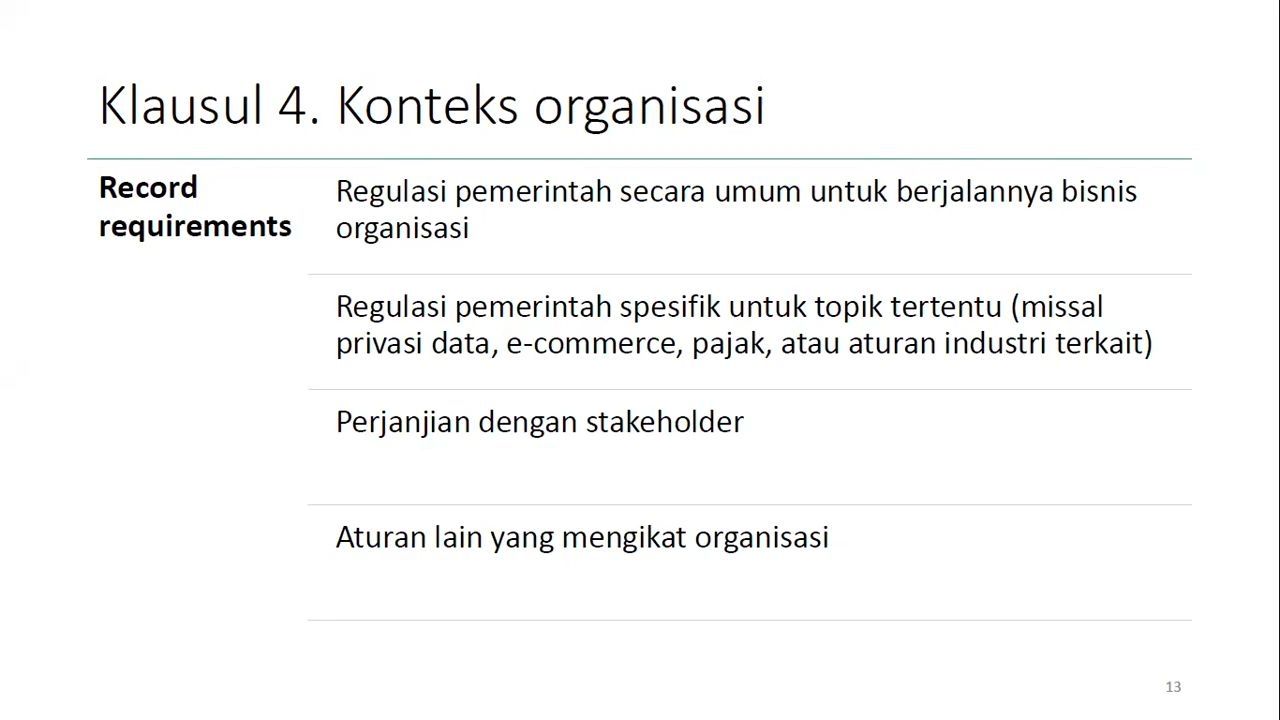 Klausul 4. Konteks organisasi
Record
requirements
Regulasi pemerintah secara umum untuk berjalannya bisnis
organisasi
Regulasi pemerintah spesifik untuk topik tertentu (missal
privasi data, e-commerce, pajak, atau aturan industri terkait)
Perjanjian dengan stakeholder
Aturan lain yang mengikat organisasi
13